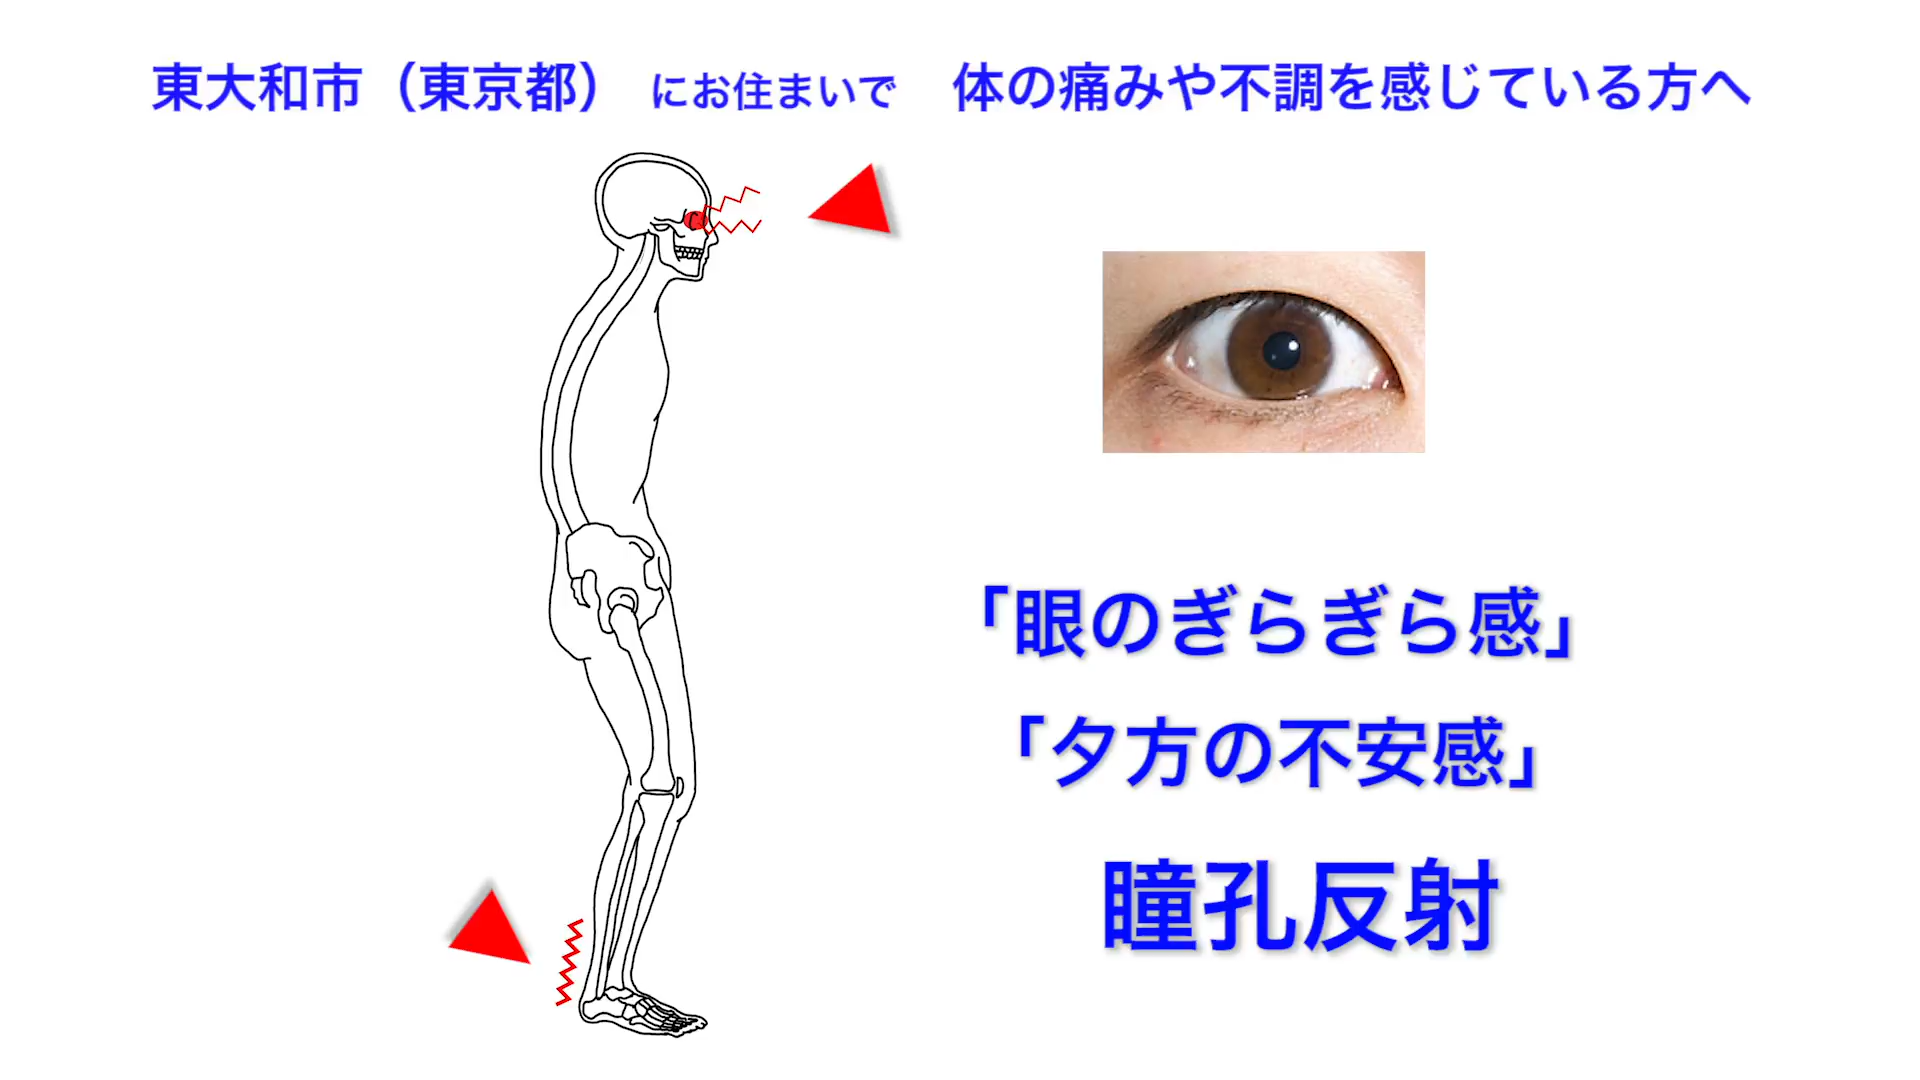 東大和市（東京都） にお住まいで 体の痛みや不調を感じている方へ
「眼のぎらぎら感」
「夕方の不安感」
瞳孔反射